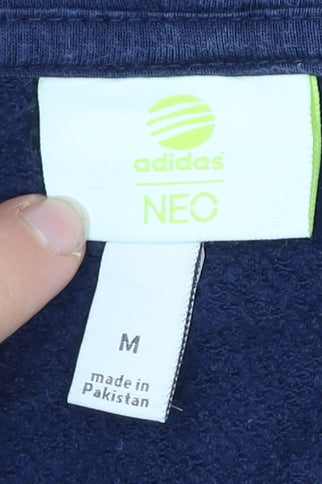 adidas
NEO
M
made in
Pakistan